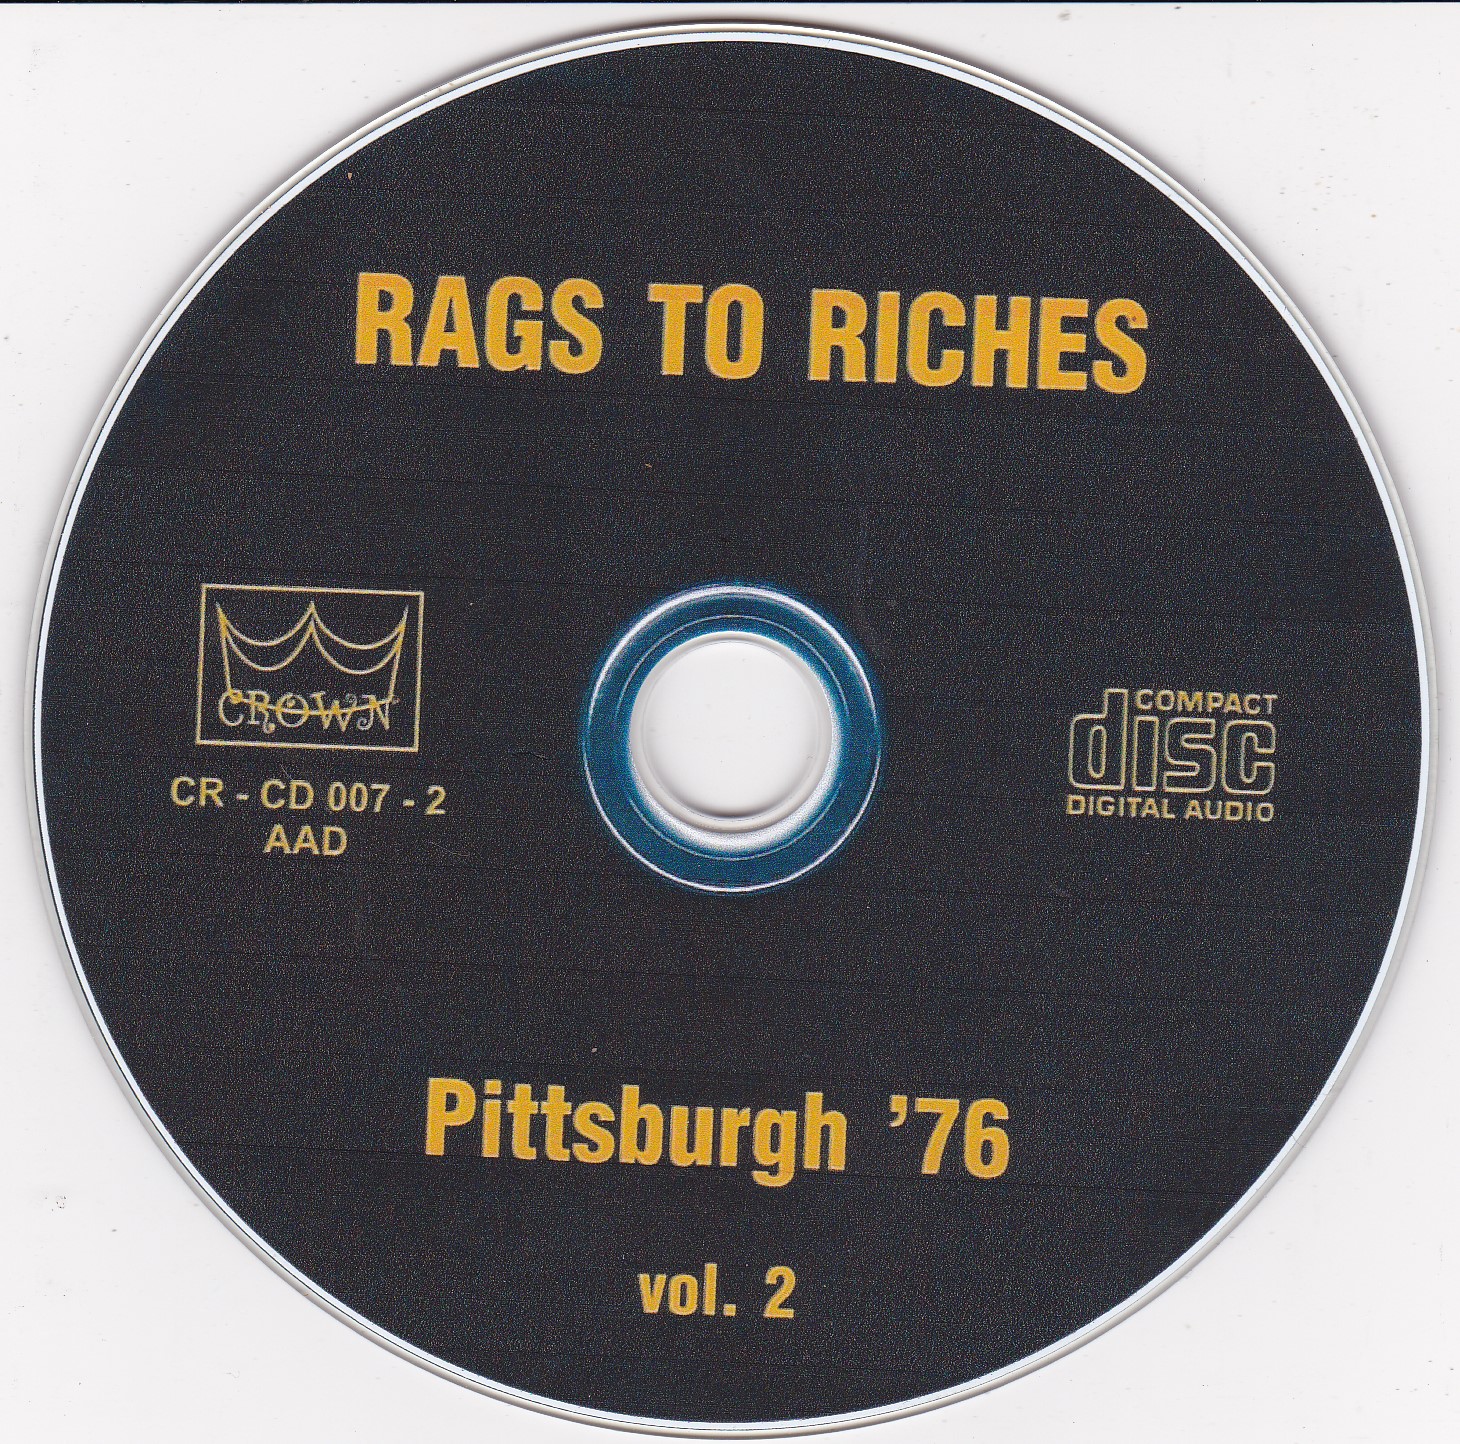 RAGS TO RICHES
CROWN
CR - CD 007 - 2
AAD
COMPACT
disc
DIGITAL AUDIO
Pittsburgh ’76
vol. 2